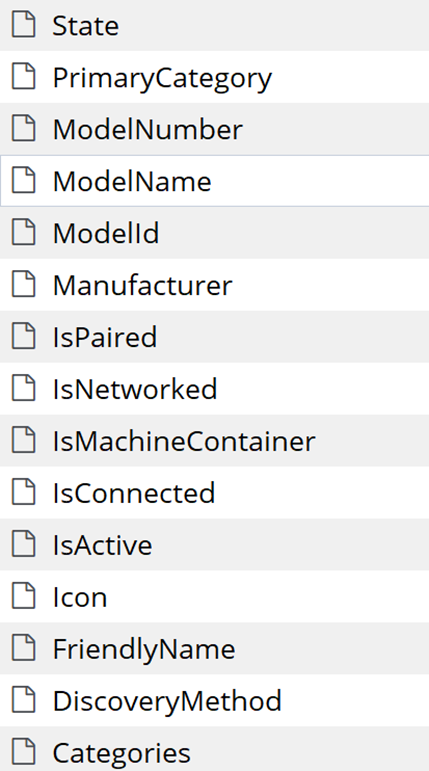 State
PrimaryCategory
ModelNumber
ModelName
ModelId
Manufacturer
IsPaired
IsNetworked
IsMachineContainer
IsConnected
IsActive
Icon
FriendlyName
DiscoveryMethod
Categories